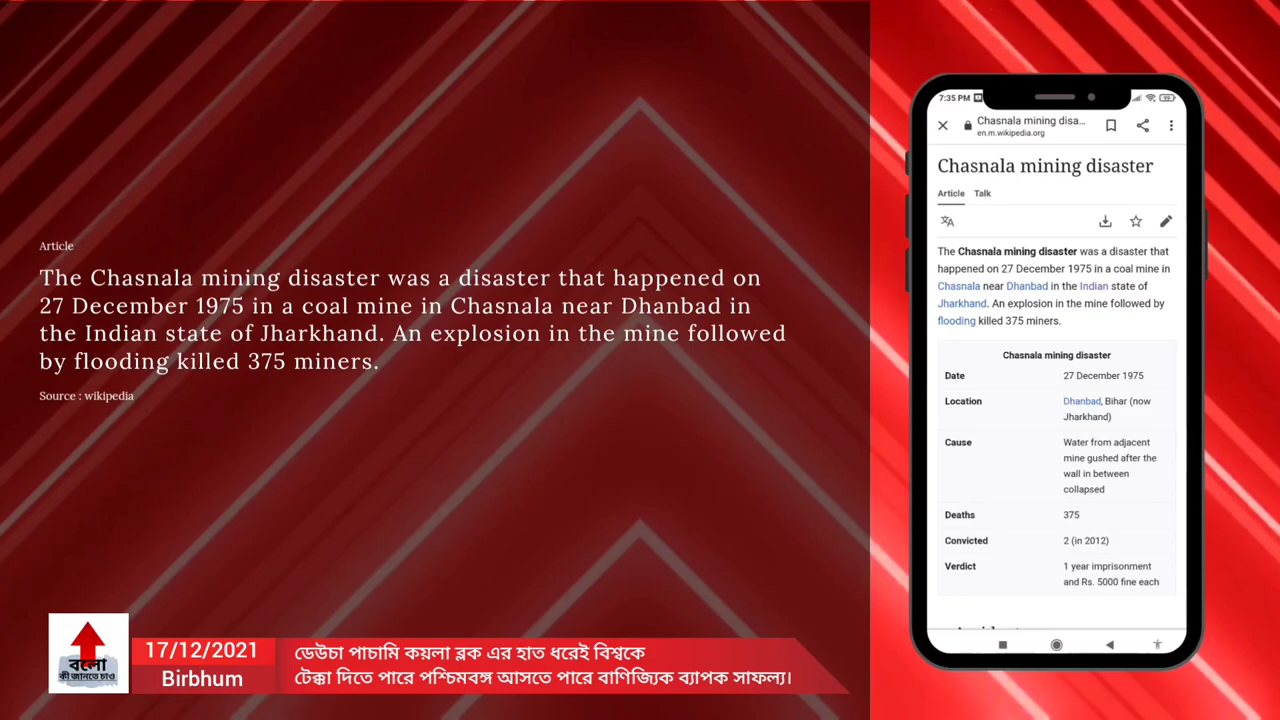 Article
The Chasnala mining disaster was a disaster that happened on
27 December 1975 in a coal mine in Chasnala near Dhanbad in
the Indian state of Jharkhand. An explosion in the mine followed
by flooding killed 375 miners.
Source : wikipedia
7:35 PM
Chasnala mining disa...
en.m.wikipedia.org
Chasnala mining disaster
Article Talk
The Chasnala mining disaster was a disaster that
happened on 27 December 1975 in a coal mine in
Chasnala near Dhanbad in the Indian state of
Jharkhand. An explosion in the mine followed by
flooding killed 375 miners.
Chasnala mining disaster
Date 27 December 1975
Location Dhanbad, Bihar (now
Jharkhand)
Cause Water from adjacent
mine gushed after the
wall in between
collapsed
Deaths 375
Convicted 2 (in 2012)
Verdict 1 year imprisonment
and Rs. 5000 fine each
বলো
কী জানতে চাও
17/12/2021
Birbhum
ডেউচা পাচামি কয়লা ব্লক এর হাত ধরেই বিশ্বকে
টেক্কা দিতে পারে পশ্চিমবঙ্গ আসতে পারে বাণিজ্যিক ব্যাপক সাফল্য।